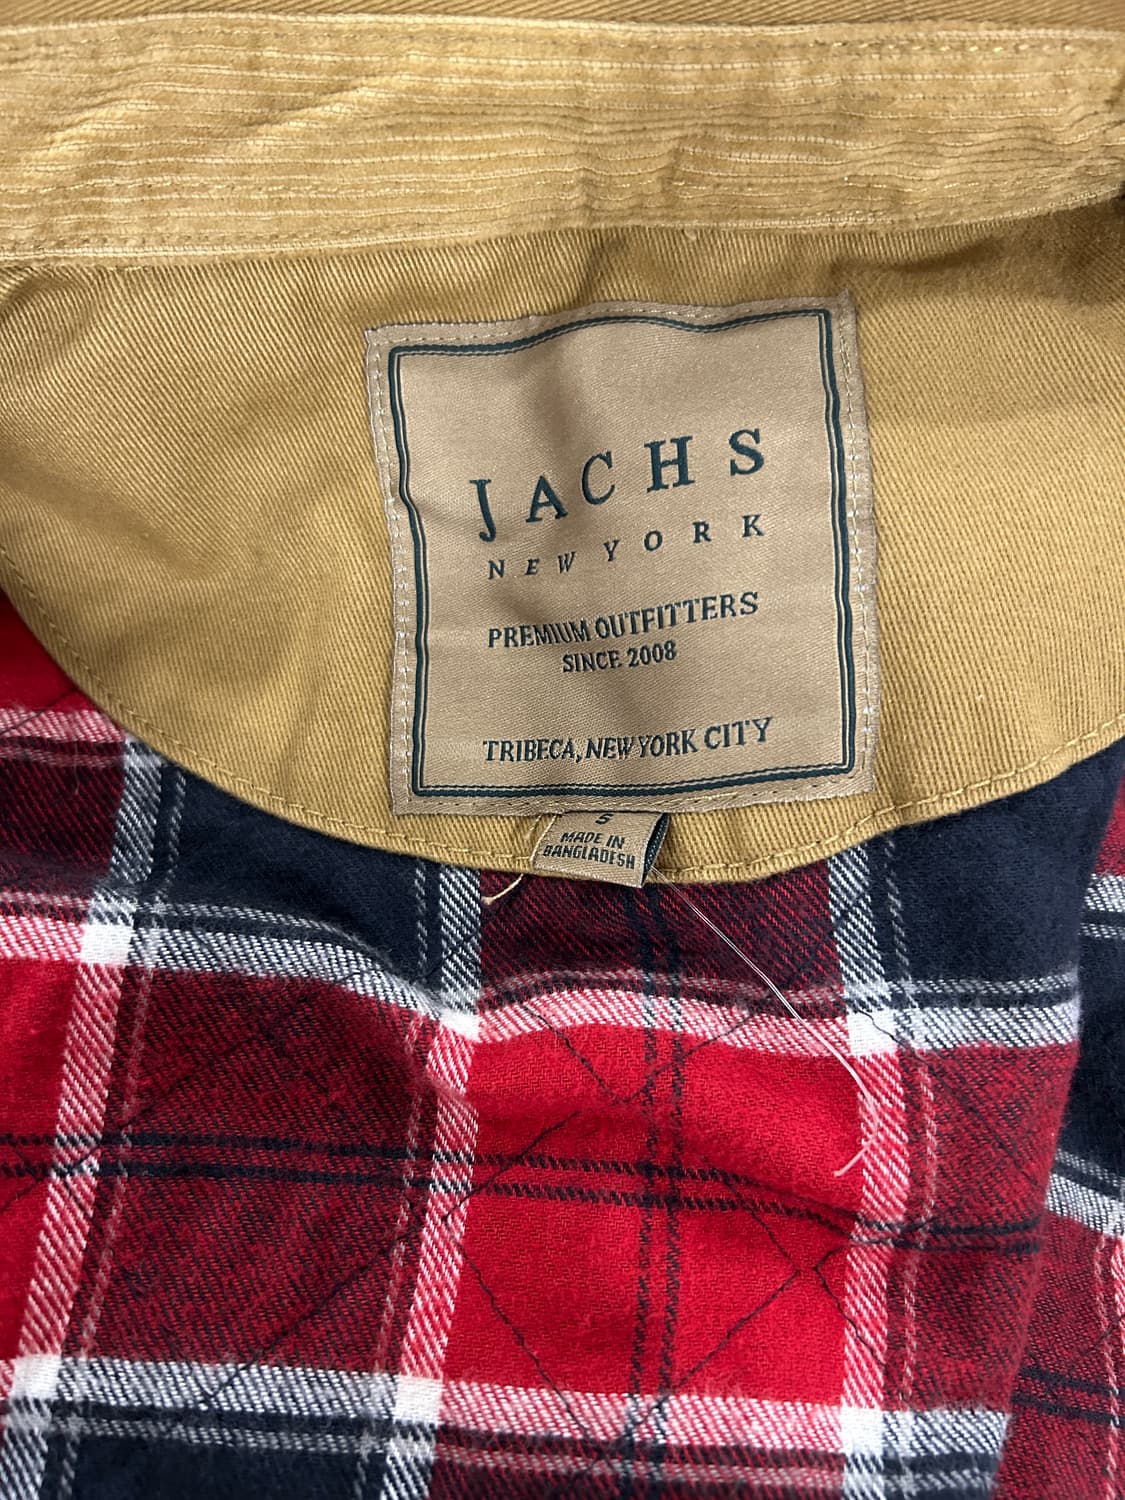 JACHS
NEW YORK
PREMIUM OUTFITTERS
SINCE 2008
TRIBECA, NEW YORK CITY
S
MADE IN
BANGLADESH